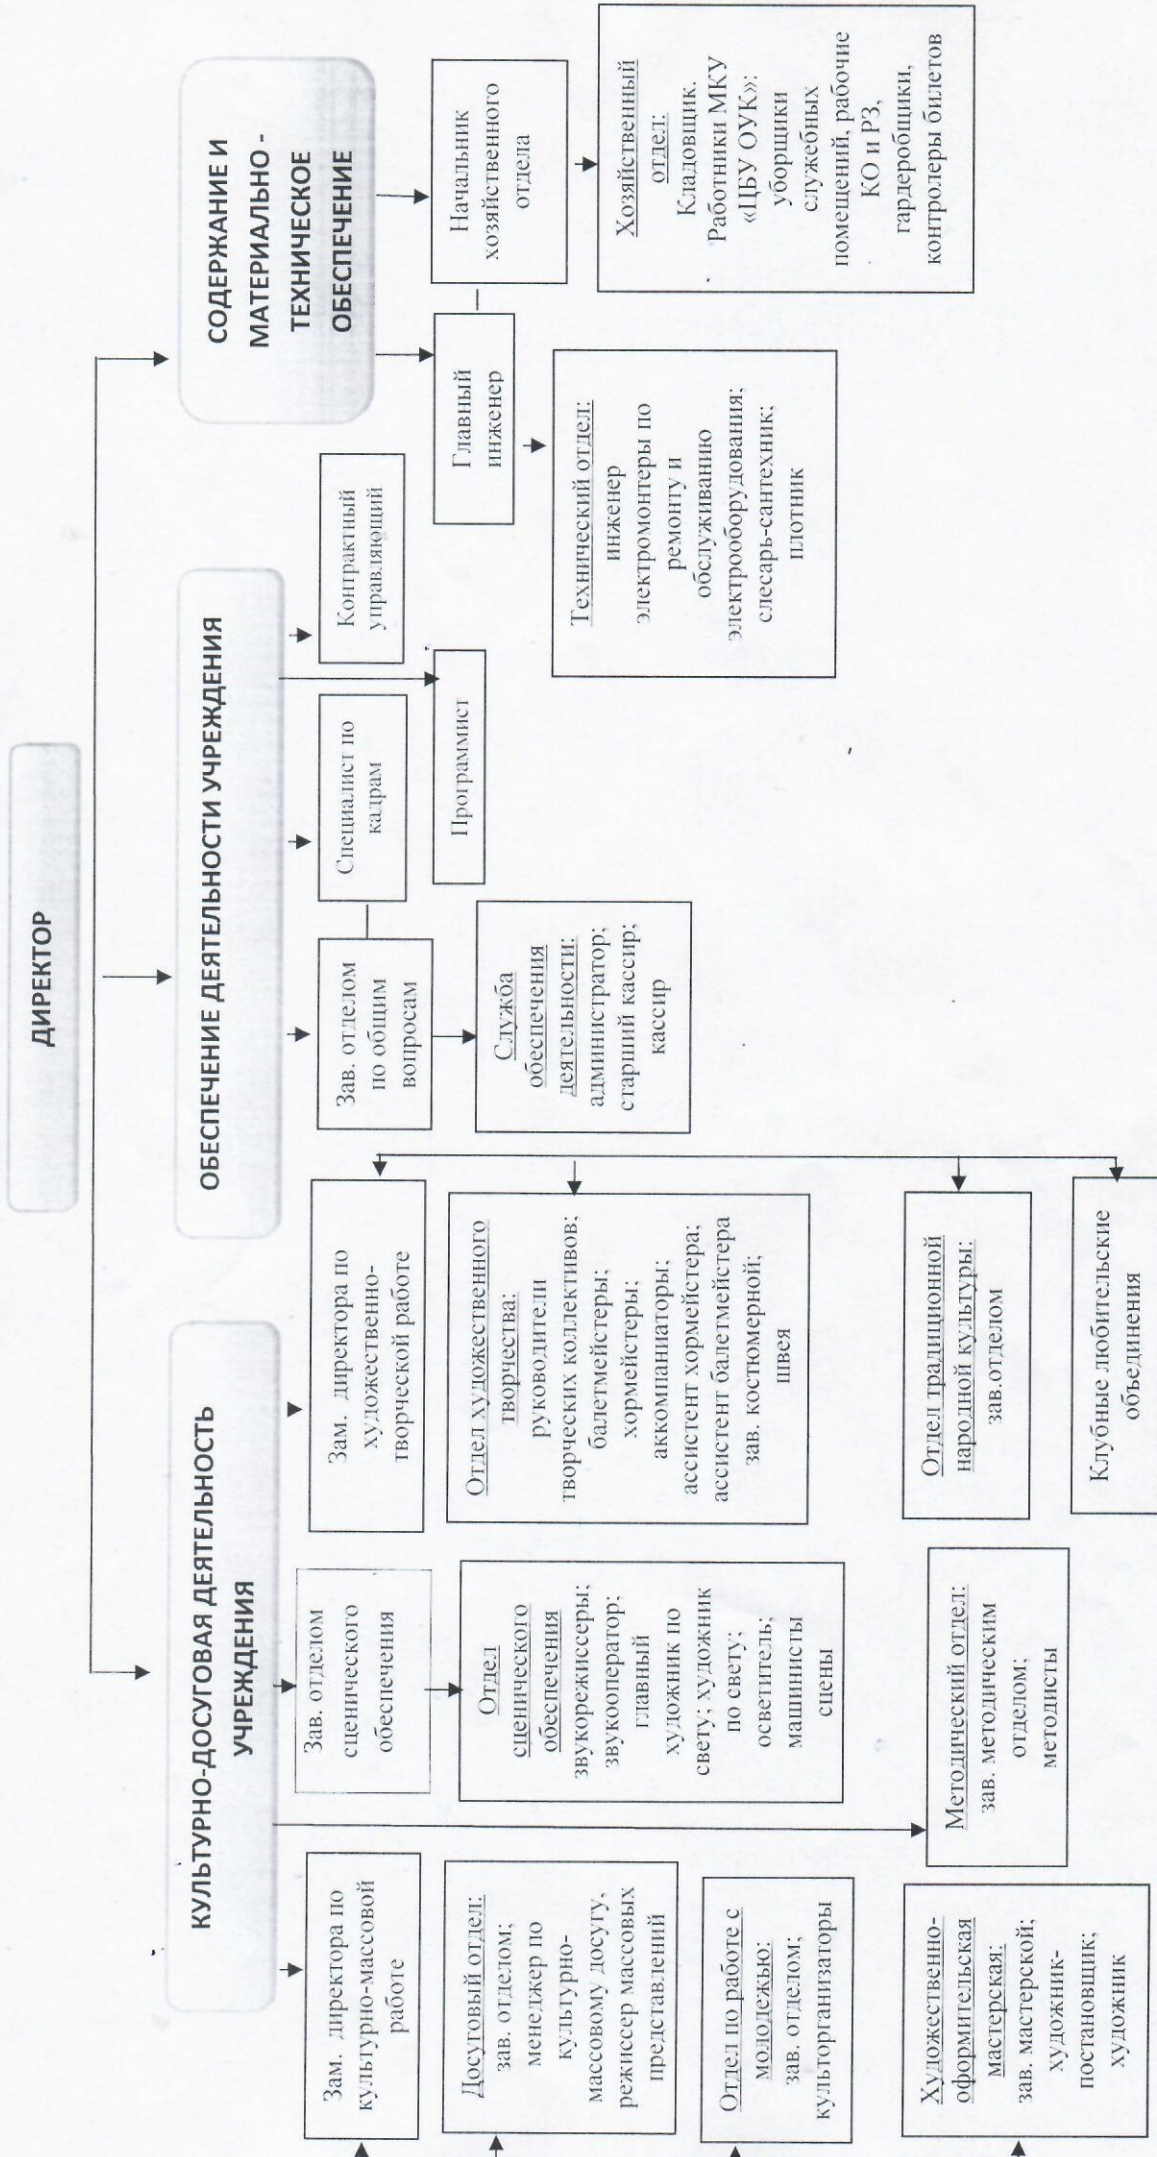 ДИРЕКТОР
КУЛЬТУРНО-ДОСУГОВАЯ ДЕЯТЕЛЬНОСТЬ
УЧРЕЖДЕНИЯ
ОБЕСПЕЧЕНИЕ ДЕЯТЕЛЬНОСТИ УЧРЕЖДЕНИЯ
СОДЕРЖАНИЕ И
МАТЕРИАЛЬНО -
ТЕХНИЧЕСКОЕ
ОБЕСПЕЧЕНИЕ
Зам. директора по
культурно-массовой
работе
Зав. отделом
сценического
обеспечения
Зам. директора по
художественно-
творческой работе
Зав. отделом
по общим
вопросам
Специалист по
кадрам
Контрактный
управляющий
Программист
Главный
инженер
Начальник
хозяйственного
отдела
Досуговый отдел:
зав. отделом;
менеджер по
культурно-
массовому досугу,
режиссер массовых
представлений
Отдел
сценического
обеспечения
звукорежиссеры;
звукооператор;
главный
художник по
свету; художник
по свету;
осветитель;
машинисты
сцены
Отдел художественного
творчества:
руководители
творческих коллективов;
балетмейстеры;
хормейстеры;
аккомпаниаторы;
ассистент хормейстера;
ассистент балетмейстера
зав. костюмерной;
швея
Служба
обеспечения
деятельности:
администратор;
старший кассир;
кассир
Технический отдел:
инженер
электромонтеры по
ремонту и
обслуживанию
электрооборудования;
слесарь-сантехник;
плотник
Хозяйственный
отдел:
Кладовщик.
Работники МКУ
«ЦБУ ОУК»:
уборщики
служебных
помещений, рабочие
КО и РЗ,
гардеробщики,
контролеры билетов
Отдел по работе с
молодежью:
зав. отделом;
культорганизаторы
Художественно-
оформительская
мастерская:
зав. мастерской;
художник-
постановщик;
художник
Методический отдел:
зав. методическим
отделом;
методисты
Отдел традиционной
народной культуры:
зав.отделом
Клубные любительские
объединения